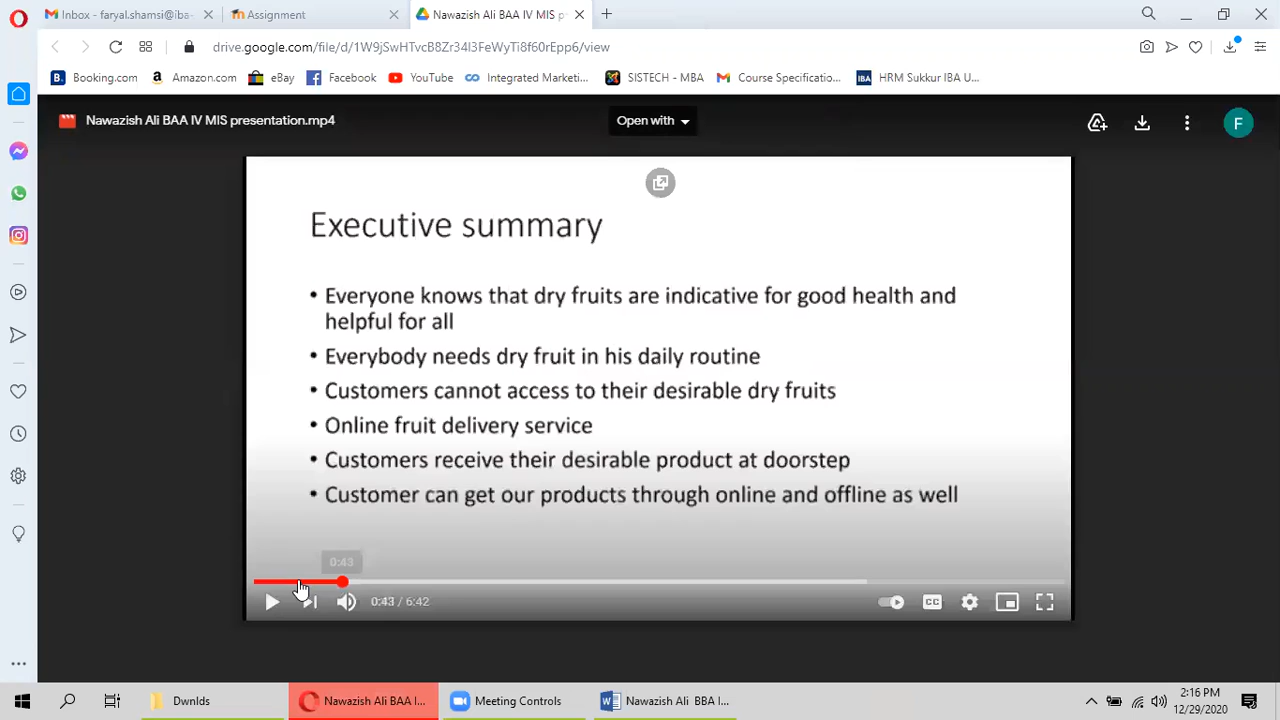 Inbox - faryal.shamsi@iba-
Assignment
Nawazish Ali BAA IV MIS p
drive.google.com/file/d/1W9jSwHTvcB8Zr34l3FeWyTi8f60rEpp6/view
Booking.com
Amazon.com
eBay
Facebook
YouTube
Integrated Marketi...
SISTECH - MBA
Course Specificatio...
HRM Sukkur IBA U...
Nawazish Ali BAA IV MIS presentation.mp4
Open with
F
Executive summary
• Everyone knows that dry fruits are indicative for good health and
helpful for all
• Everybody needs dry fruit in his daily routine
• Customers cannot access to their desirable dry fruits
• Online fruit delivery service
• Customers receive their desirable product at doorstep
• Customer can get our products through online and offline as well
0:43
0:43 / 6:42
CC
Dwnlds
Nawazish Ali BAA I...
Meeting Controls
Nawazish Ali BBA I...
2:16 PM
12/29/2020